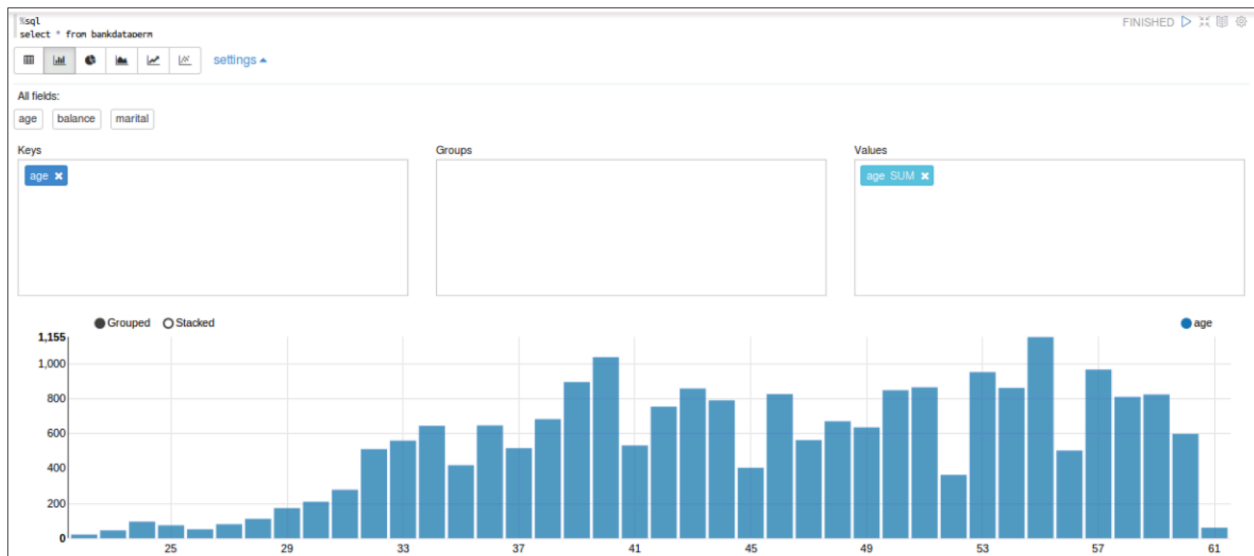 %sql
FINISHED
select * from bankdataperm
settings
All fields:
age balance marital
Keys Groups Values
age age SUM
Grouped Stacked age
1,155
1,000
800
600
400
200
0
25 29 33 37 41 45 49 53 57 61